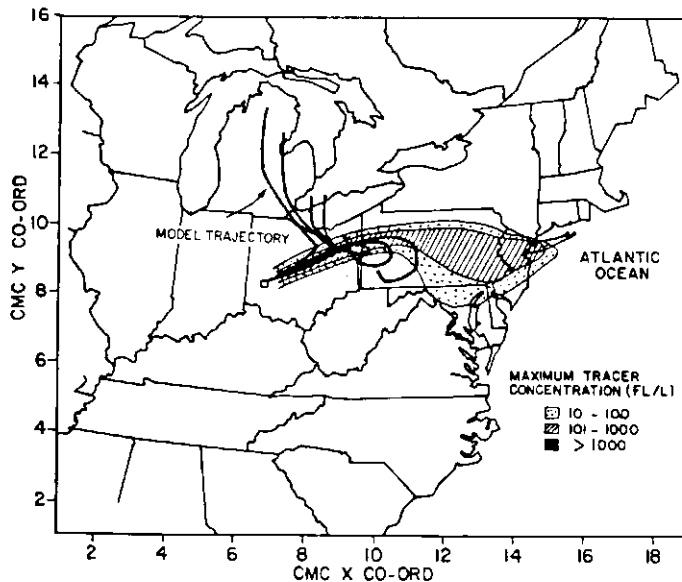 16
14
12
10
8
6
4
2
CMC Y CO-ORD
MODEL TRAJECTORY
ATLANTIC
OCEAN
MAXIMUM TRACER
CONCENTRATION (FL/L)
10 - 100
101 - 1000
> 1000
2 4 6 8 10 12 14 16 18
CMC X CO-ORD